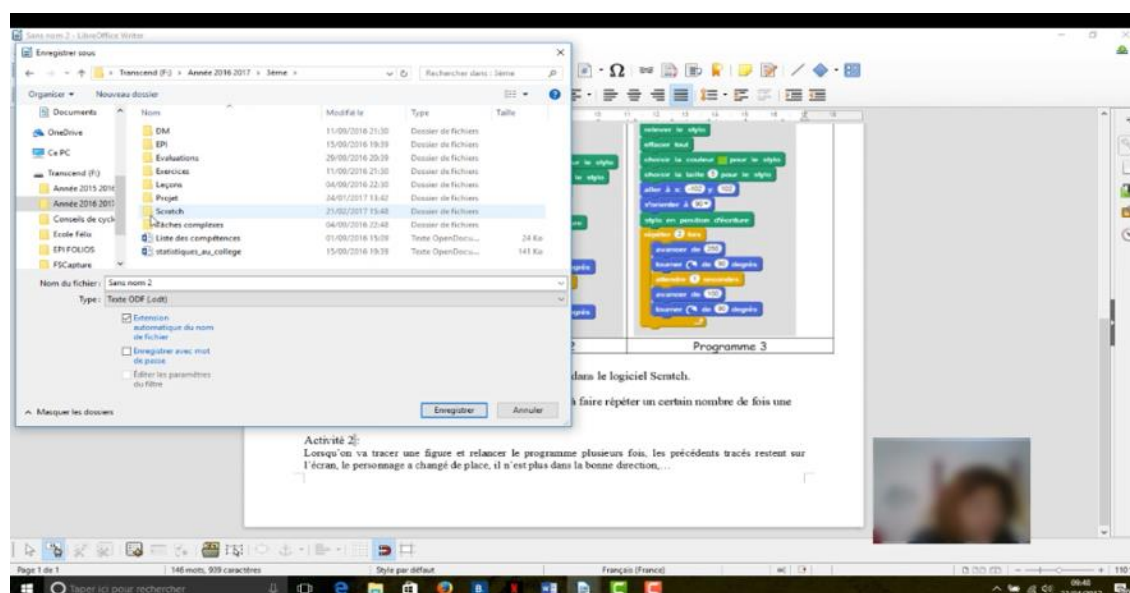 Sans nom 2 - LibreOffice Writer
Enregistrer sous
Transcend (F:) > Année 2016 2017 > 3ème >
Rechercher dans : 3ème
Organiser Nouveau dossier
Documents
OneDrive
Ce PC
Transcend (F:)
Année 2015 2016
Année 2016 2017
Conseils de cycle
Ecole Félix
EPI FOLIOS
FSCapture
Nom Modifié le Type Taille
DM 11/09/2016 21:30 Dossier de fichiers
EPI 15/09/2016 19:39 Dossier de fichiers
Evaluations 29/09/2016 20:39 Dossier de fichiers
Exercices 11/09/2016 21:30 Dossier de fichiers
Leçons 04/09/2016 22:30 Dossier de fichiers
Projet 24/01/2017 13:42 Dossier de fichiers
Scratch 21/02/2017 15:48 Dossier de fichiers
Tâches complexes 04/09/2016 22:48 Dossier de fichiers
Liste des compétences 01/09/2016 15:28 Texte OpenDocu... 24 Ko
statistiques_au_college 15/09/2016 19:39 Texte OpenDocu... 141 Ko
Nom du fichier : Sans nom 2
Type : Texte ODF (.odt)
Extension
automatique du nom
de fichier
Enregistrer avec mot
de passe
Éditer les paramètres
du filtre
Masquer les dossiers
Enregistrer Annuler
relever le stylo
effacer tout
choisir la couleur pour le stylo
choisir la taille 1 pour le stylo
aller à x: -102 y: 102
s'orienter à 90
stylo en position d'écriture
répéter 2 fois
avancer de
tourner de 90 degrés
attendre 1 secondes
avancer de
tourner de 90 degrés
Programme 3
dans le logiciel Scratch.
à faire répéter un certain nombre de fois une
Activité 2 :
Lorsqu'on va tracer une figure et relancer le programme plusieurs fois, les précédents tracés restent sur
l'écran, le personnage a changé de place, il n'est plus dans la bonne direction,…
Page 1 de 1 146 mots, 939 caractères Style par défaut Français (France)
Taper ici pour rechercher
09:48